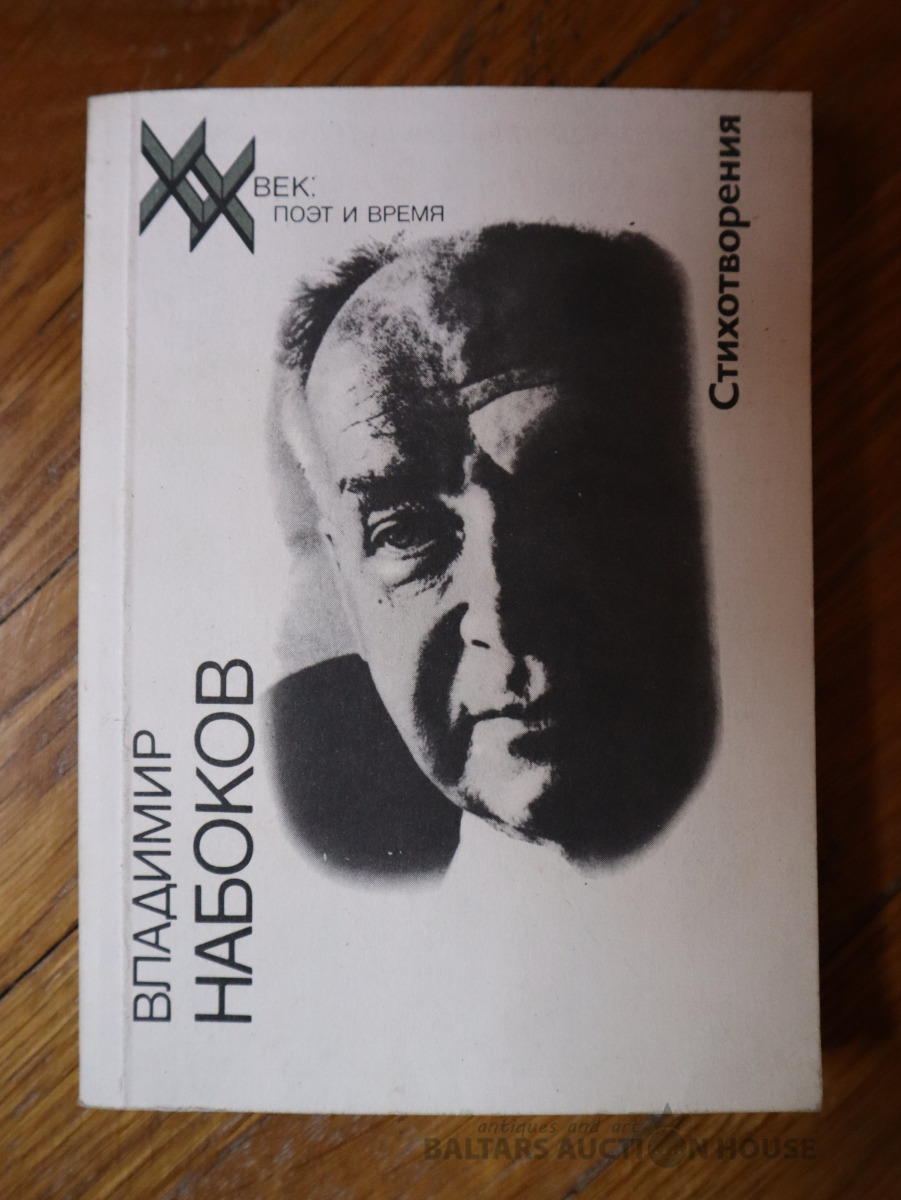 XX
ВЕК:
ПОЭТ И ВРЕМЯ
Стихотворения
ВЛАДИМИР
НАБОКОВ
antiques and art
BALTARS AUCTION HOUSE